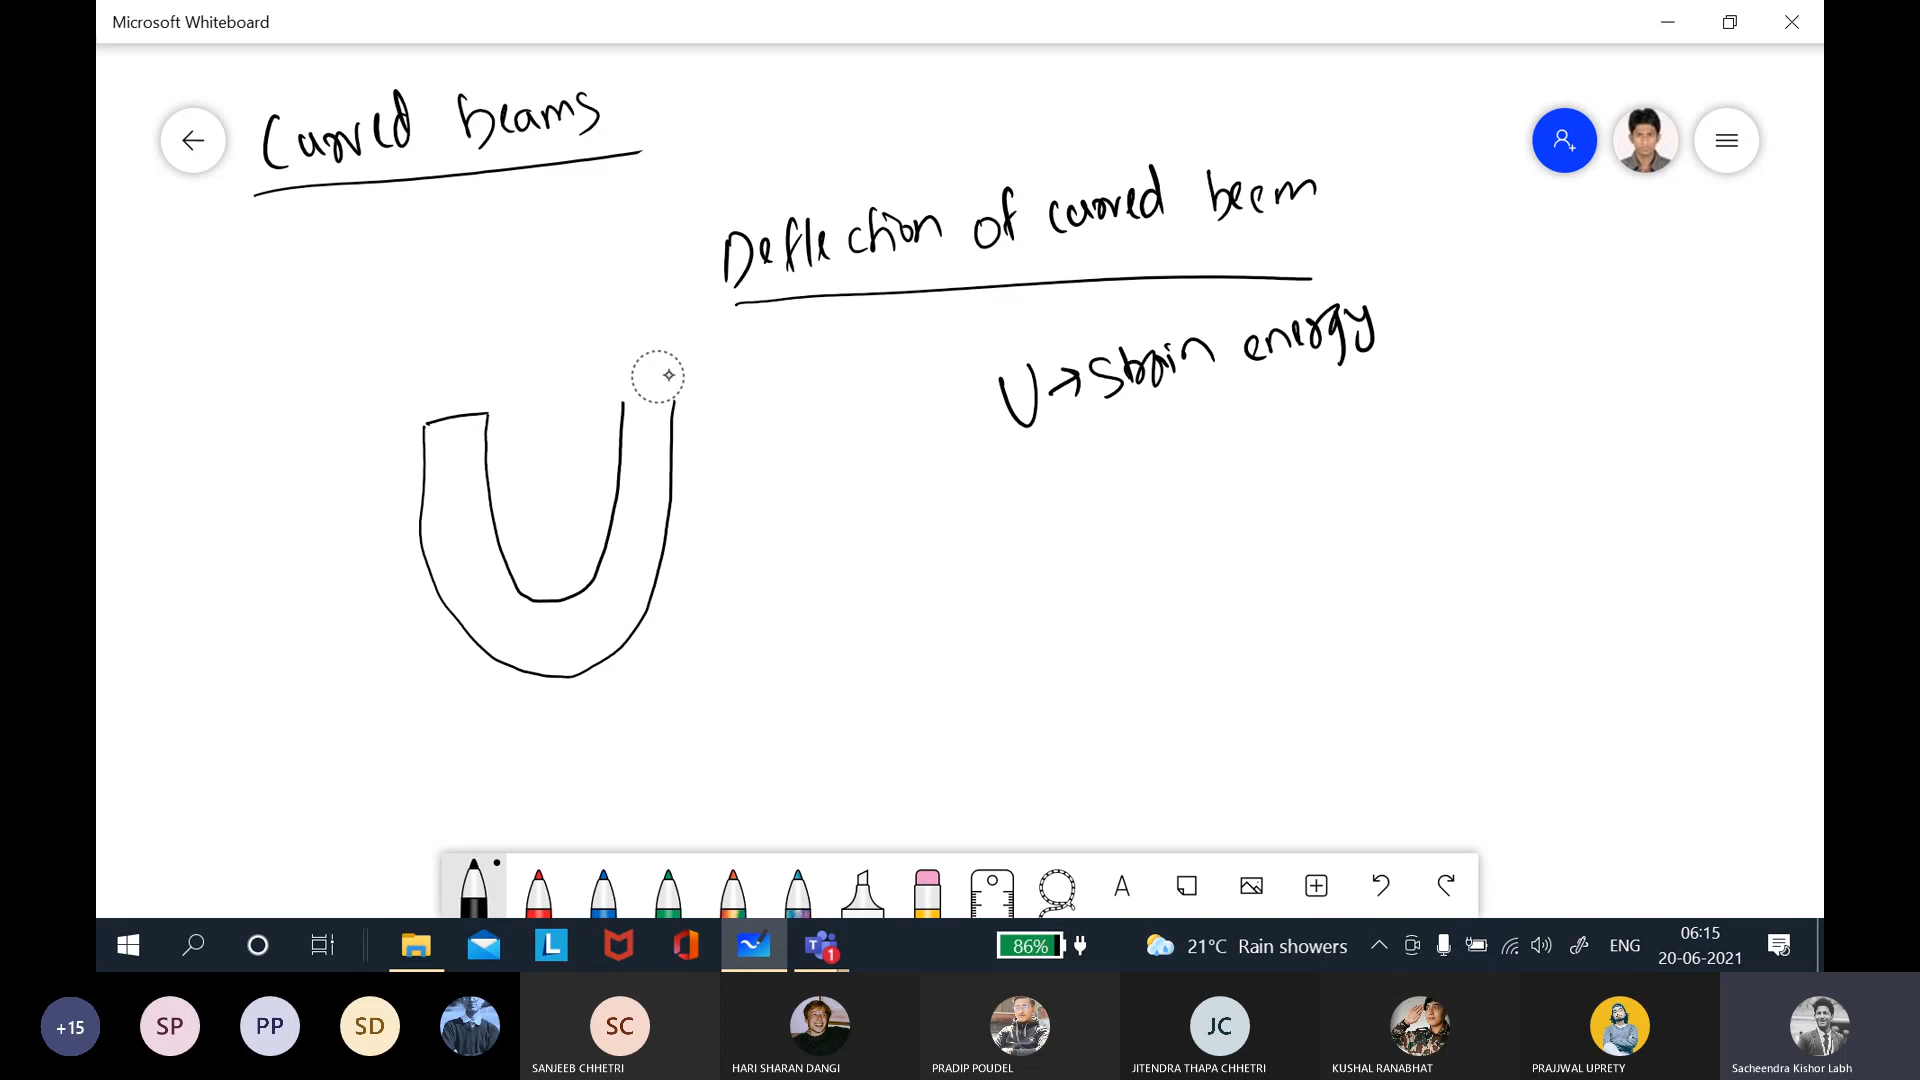 Microsoft Whiteboard
Curved beams
Deflection of curved beem
U → Strain energy
A
L
1
86%
21°C Rain showers
ENG
06:15
20-06-2021
+15
SP
PP
SD
SC
JC
SANJEEB CHHETRI
HARI SHARAN DANGI
PRADIP POUDEL
JITENDRA THAPA CHHETRI
KUSHAL RANABHAT
PRAJJWAL UPRETY
Sacheendra Kishor Labh